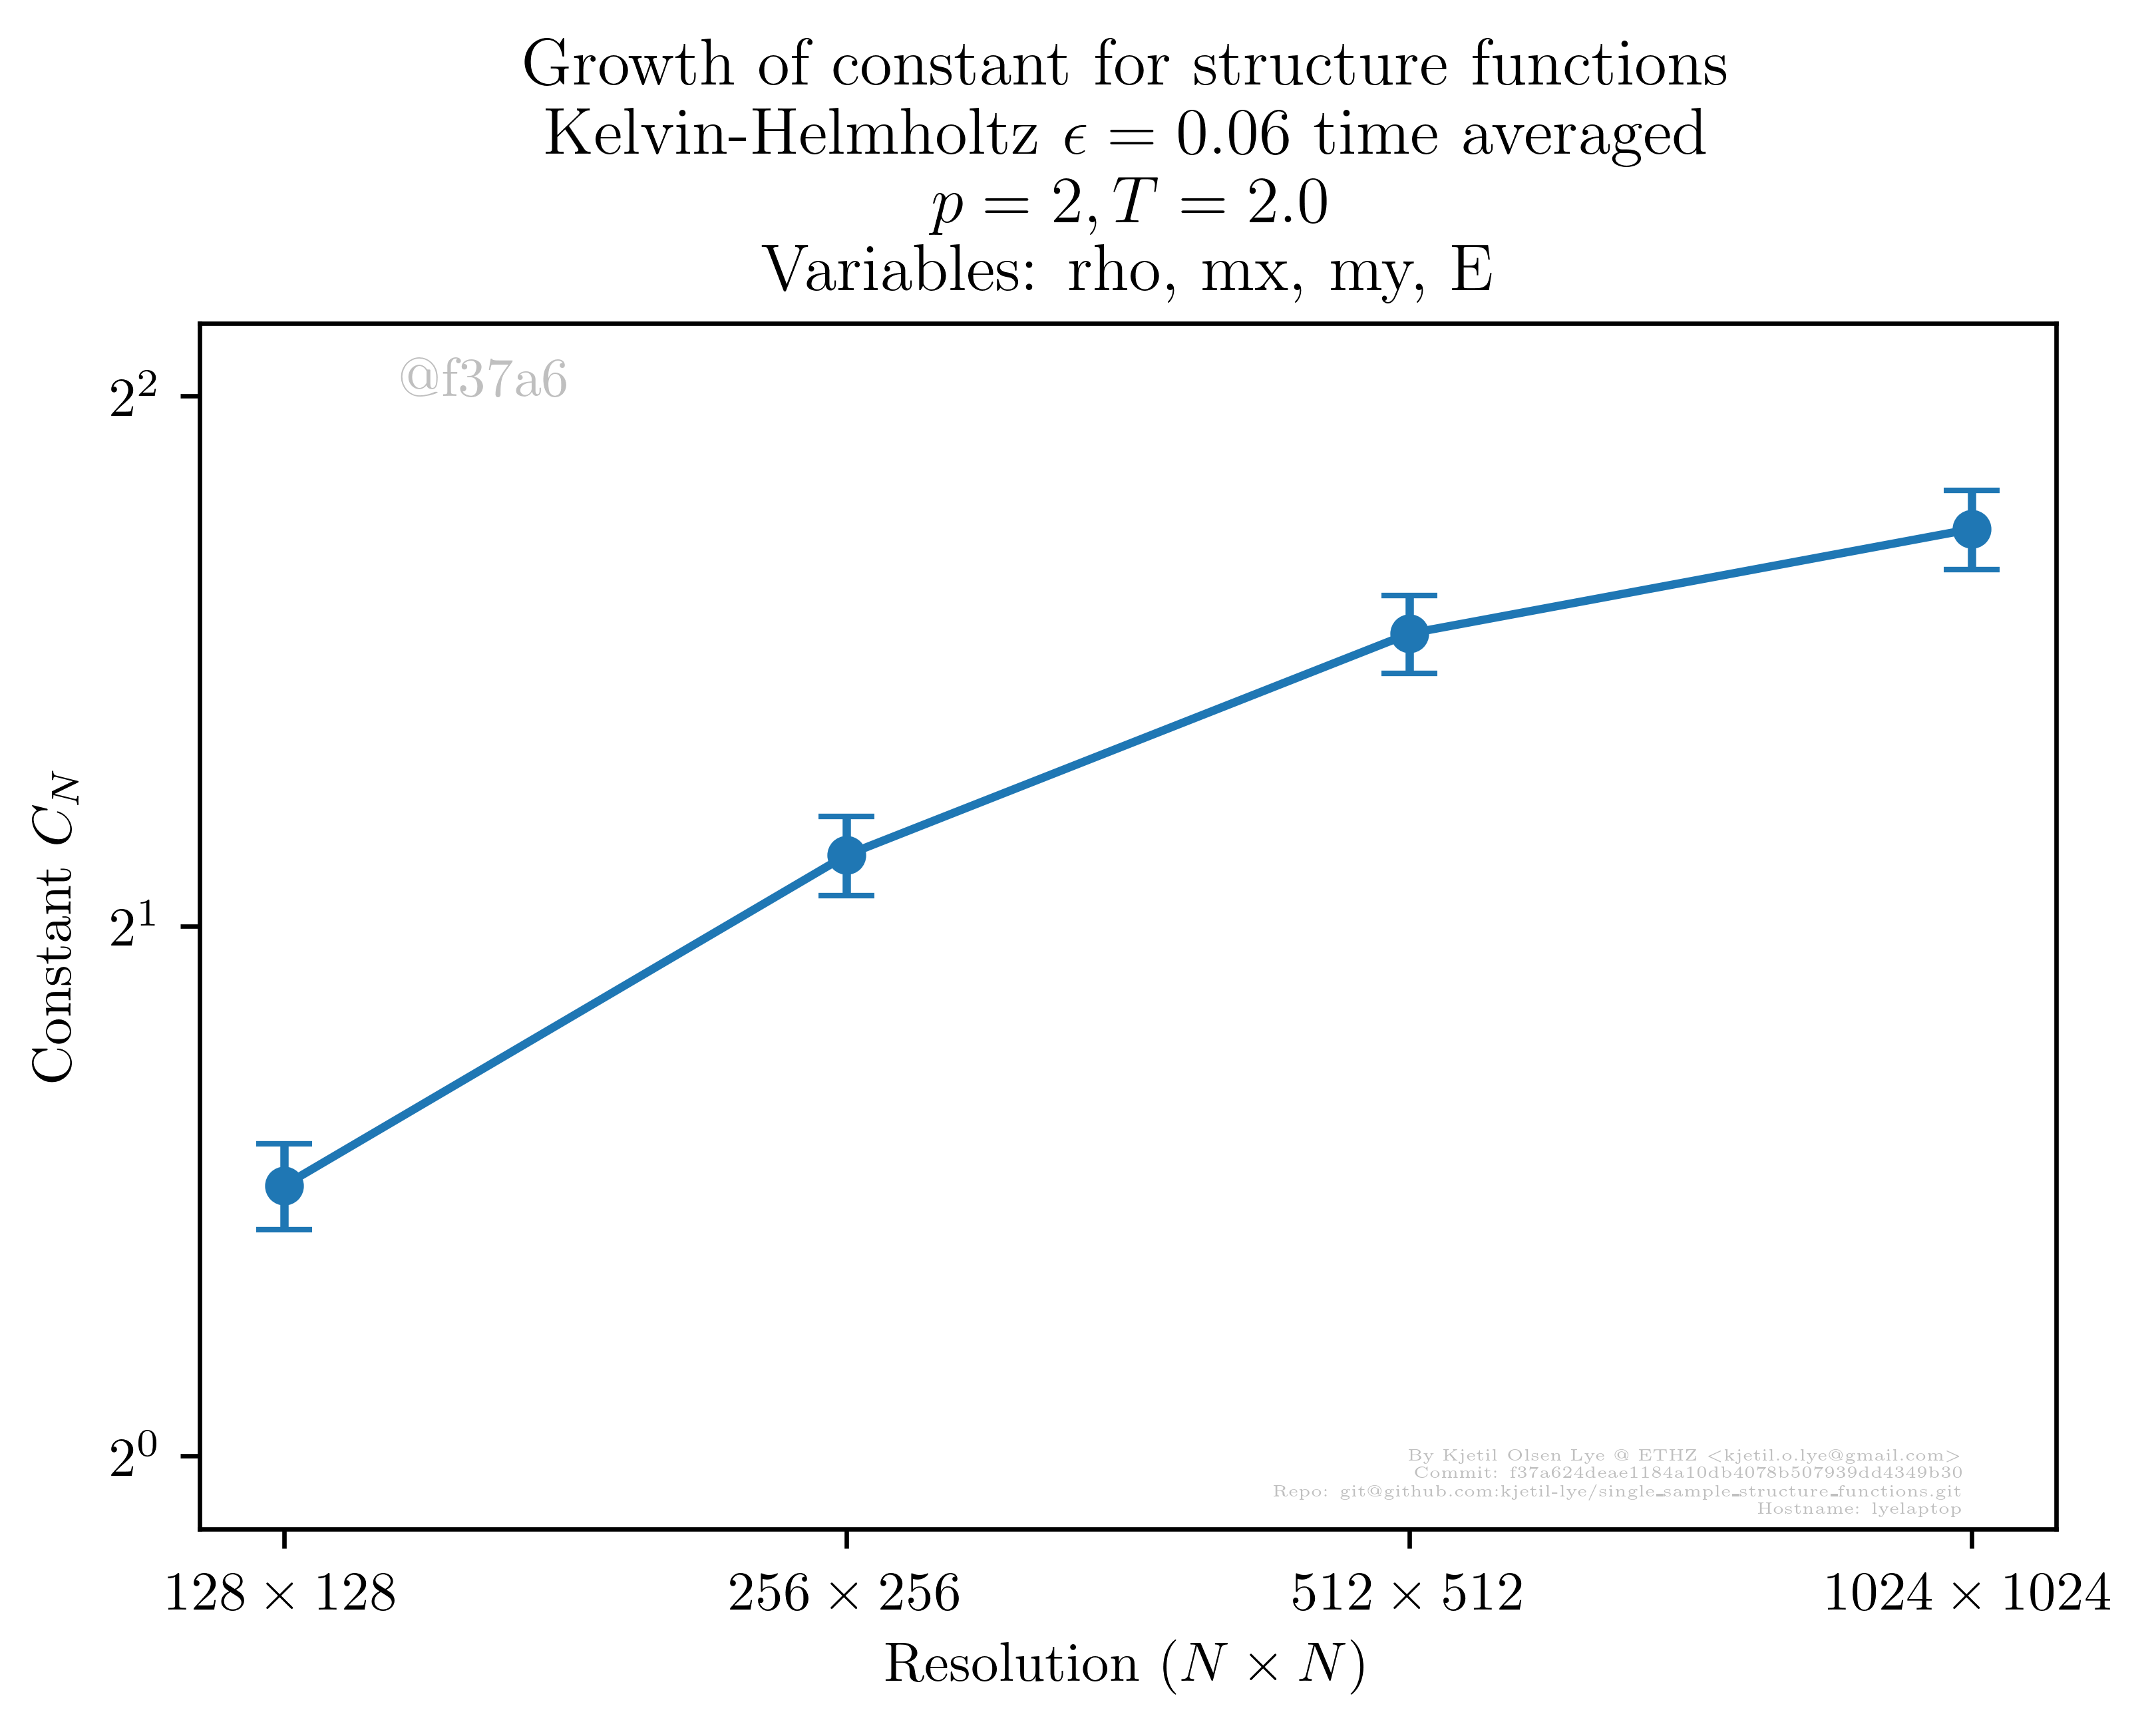 Growth of constant for structure functions
Kelvin-Helmholtz ϵ = 0.06 time averaged
p = 2, T = 2.0
Variables: rho, mx, my, E
@f37a6
2²
2¹
2⁰
Constant C_N
By Kjetil Olsen Lye @ ETHZ <kjetil.o.lye@gmail.com>
Commit: f37a624deae1184a10db4078b507939dd4349b30
Repo: git@github.com:kjetil-lye/single_sample_structure_functions.git
Hostname: lyelaptop
128 × 128
256 × 256
512 × 512
1024 × 1024
Resolution (N × N)